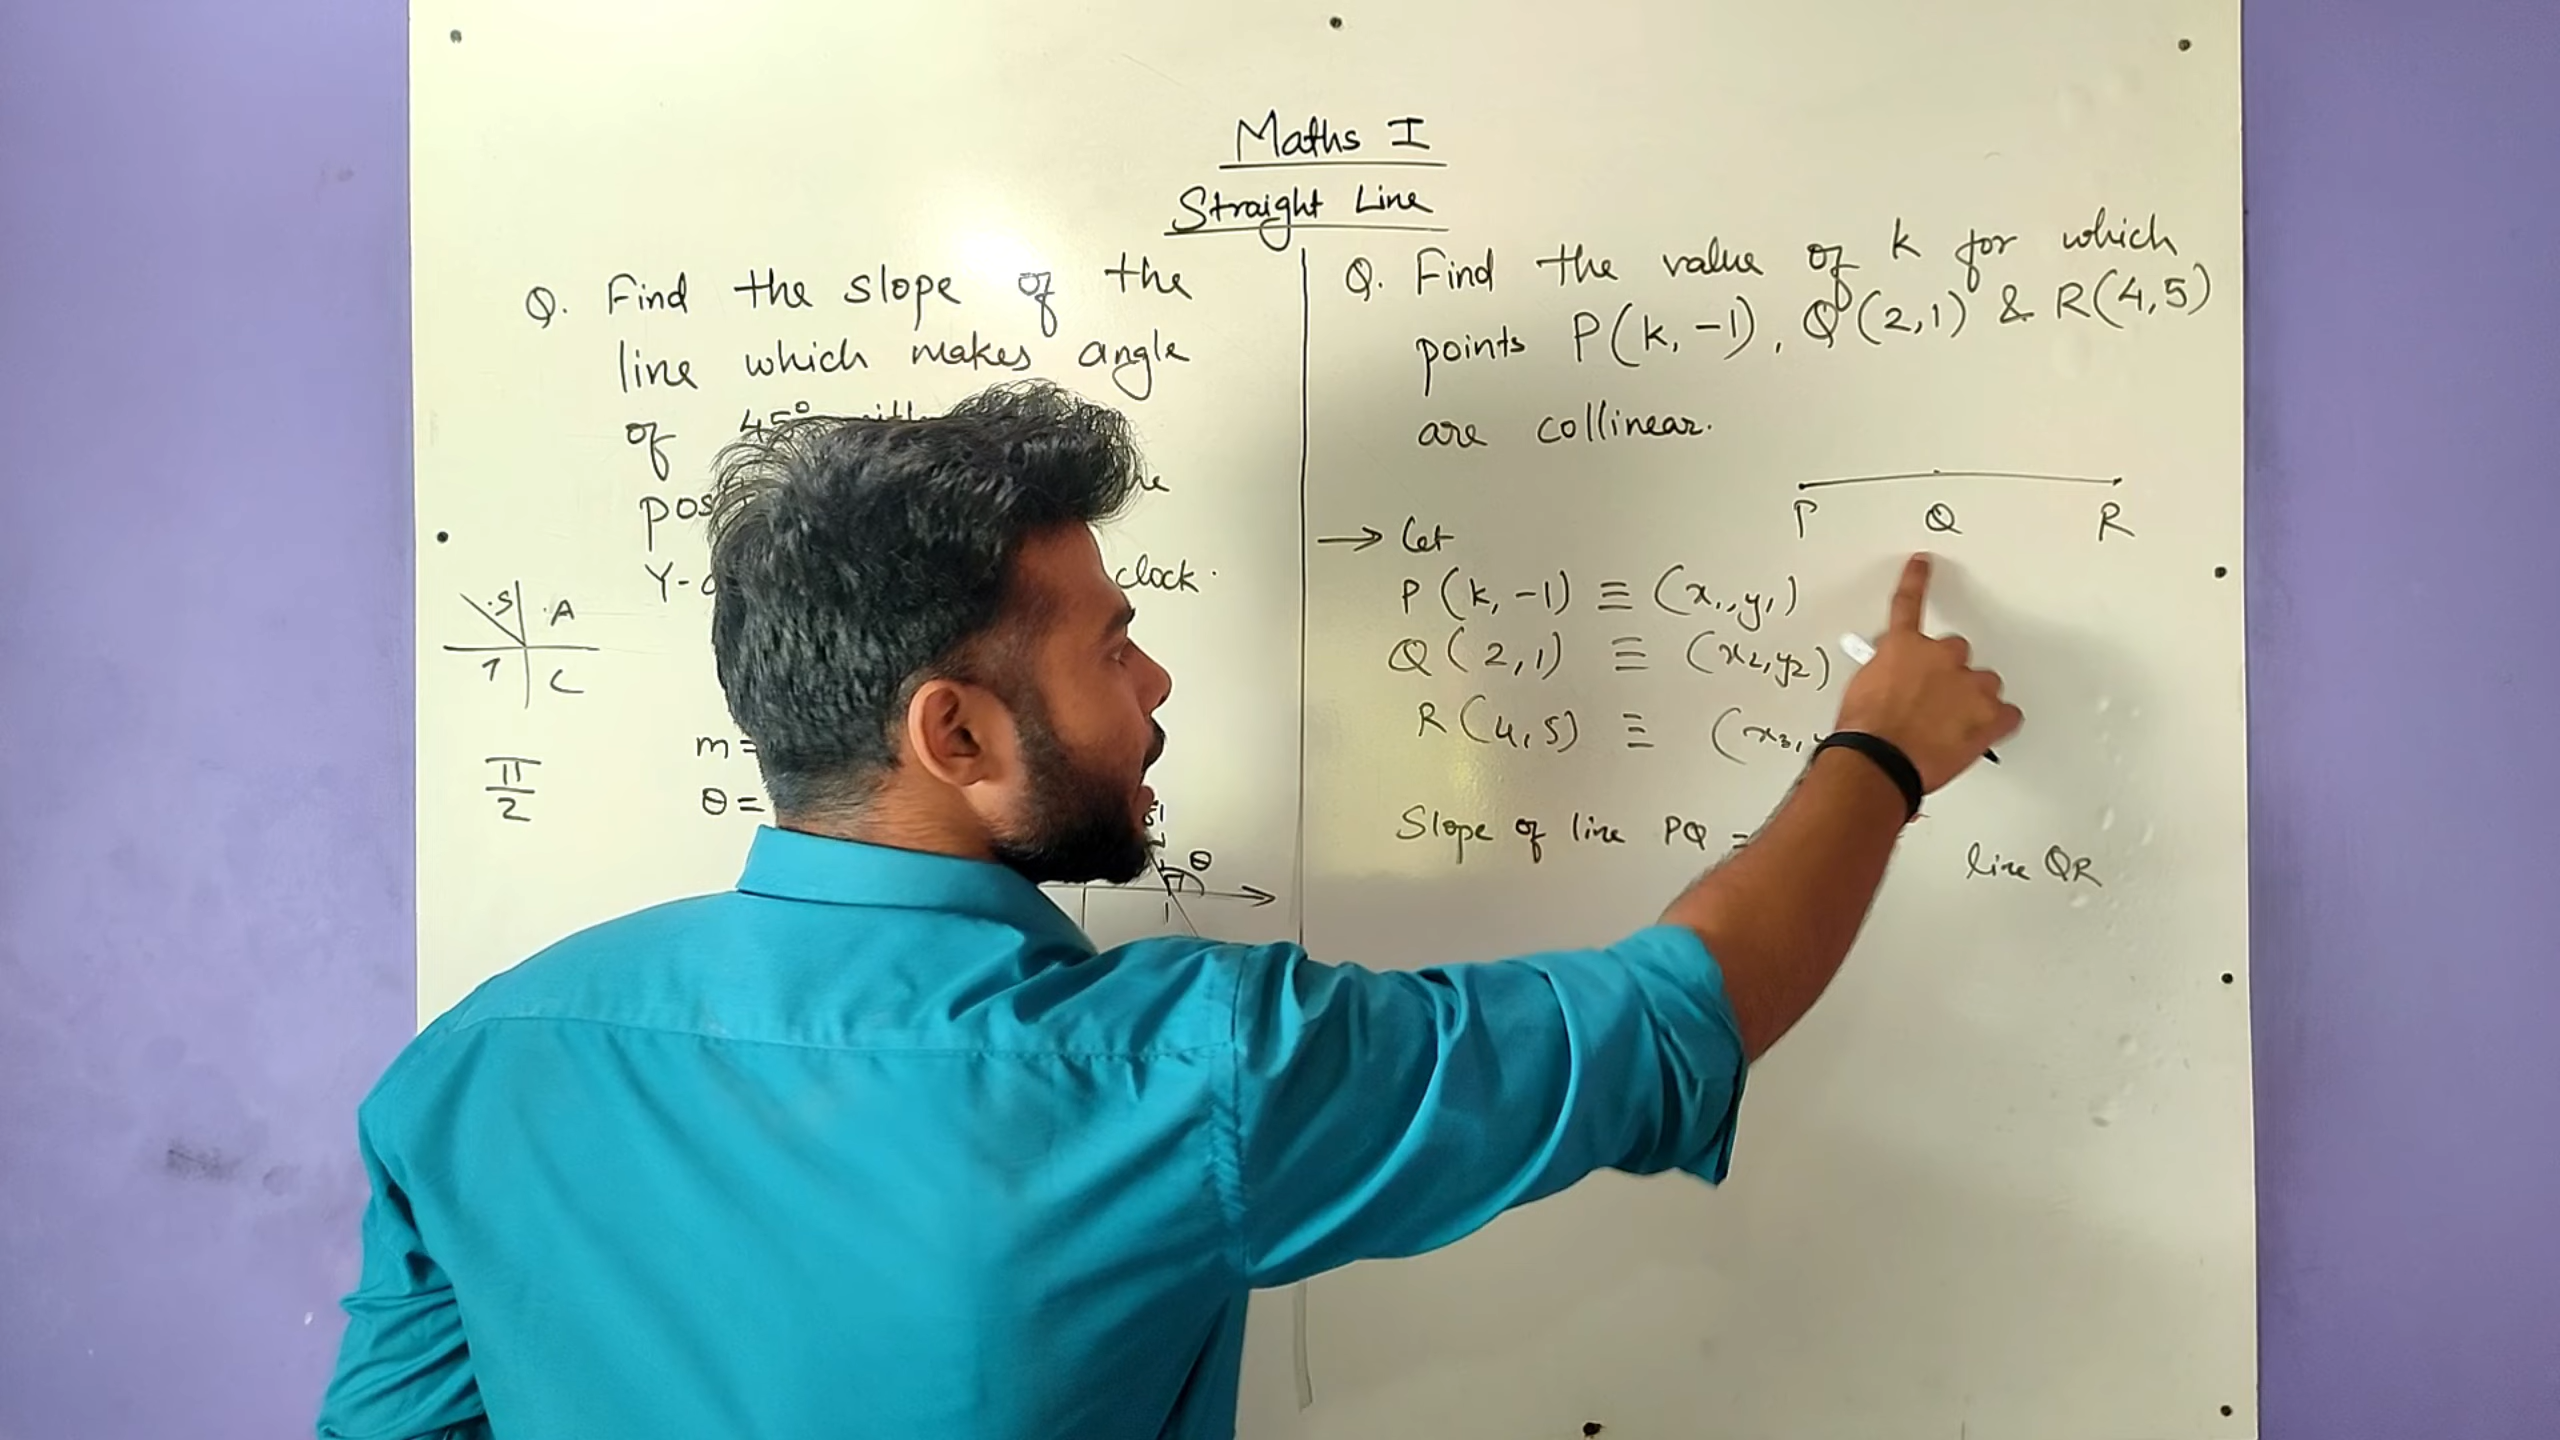 Maths I
Straight Line
Q. Find the slope of the
line which makes angle
of 45°
pos
Y- clock.
S A
T C
π/2
m =
θ =
θ
Q. Find the value of k for which
points P(k, -1), Q(2,1) & R(4,5)
are collinear.
P Q R
→ Let
P (k, -1) ≡ (x₁, y₁)
Q (2, 1) ≡ (x₂, y₂)
R (4, 5) ≡ (x₃,
Slope of line PQ = line QR